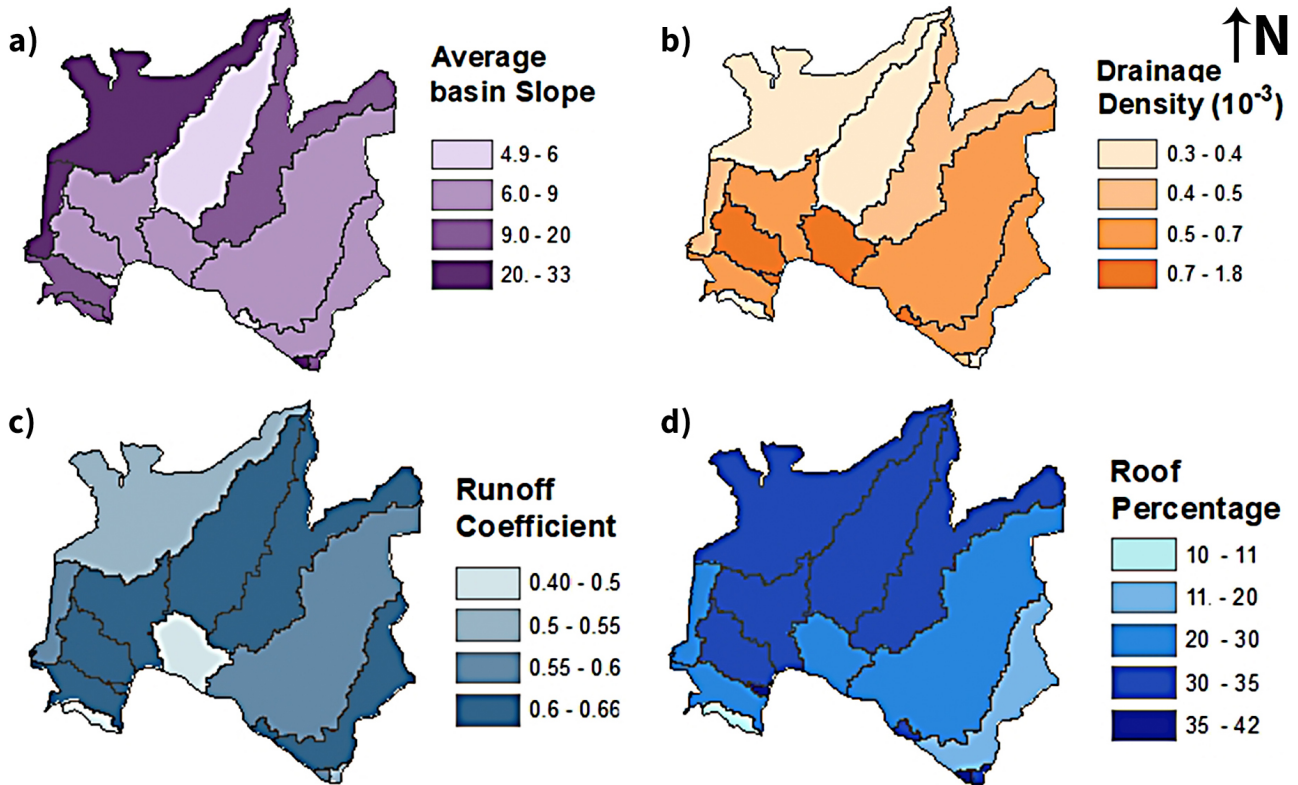 a)
Average
basin Slope
4.9 - 6
6.0 - 9
9.0 - 20
20. - 33
b)
↑N
Drainage
Density (10⁻³)
0.3 - 0.4
0.4 - 0.5
0.5 - 0.7
0.7 - 1.8
c)
Runoff
Coefficient
0.40 - 0.5
0.5 - 0.55
0.55 - 0.6
0.6 - 0.66
d)
Roof
Percentage
10 - 11
11. - 20
20 - 30
30 - 35
35 - 42